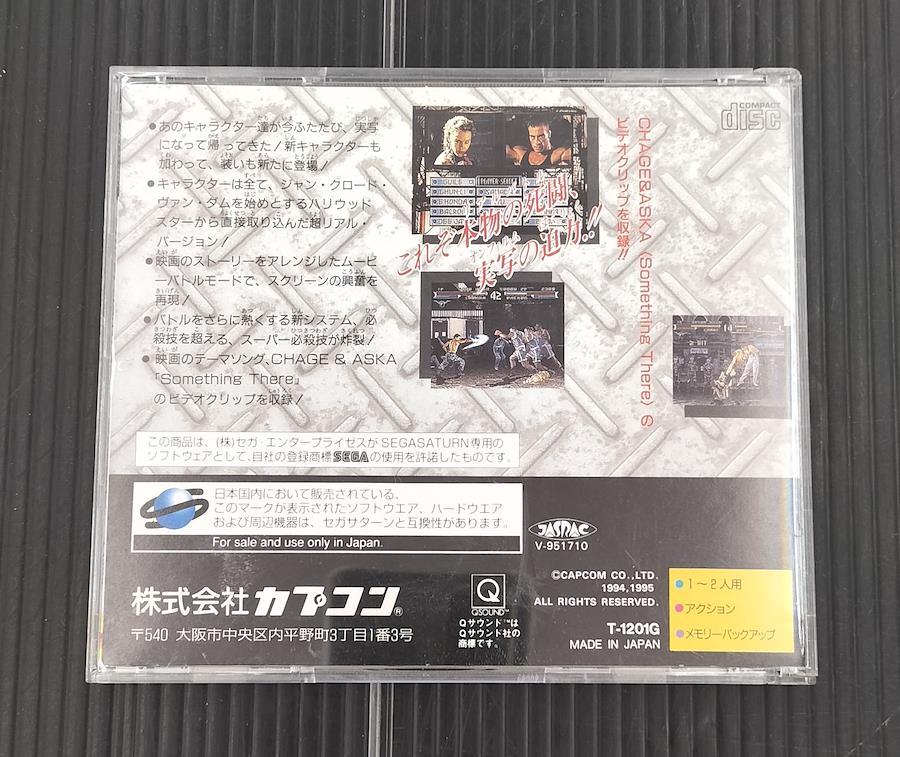 ●あのキャラクター達が今ふたたび、実写
になって帰ってきた！新キャラクターも
加わって、装いも新たに登場！
●キャラクターは全て、ジャン・クロード・
ヴァン・ダムを始めとするハリウッド
スターから直接取り込んだ超リアル・
バージョン！
●映画のストーリーをアレンジしたムービ
ーバトルモードで、スクリーンの興奮を
再現！
●バトルをさらに熱くする新システム、必
殺技を超える、スーパー必殺技が炸裂！
●映画のテーマソング、CHAGE & ASKA
「Something There」
のビデオクリップを収録！
これぞ本物の死闘、
実写の迫力!!
COMPACT
disc
CHAGE&ASKA〈Something There〉の
ビデオクリップを収録!!
この商品は、(株)セガ・エンタープライゼスがSEGASATURN専用の
ソフトウェアとして、自社の登録商標SEGAの使用を許諾したものです。
日本国内において販売されている、
このマークが表示されたソフトウエア、ハードウエア
および周辺機器は、セガサターンと互換性があります。
For sale and use only in Japan.
JASRAC
V-951710
株式会社カプコン®
〒540 大阪市中央区内平野町3丁目1番3号
Q
QSOUND™
Qサウンド™は
Qサウンド社の
商標です。
©CAPCOM CO.,LTD.
1994,1995
ALL RIGHTS RESERVED.
T-1201G
MADE IN JAPAN
●1〜2人用
●アクション
●メモリーバックアップ